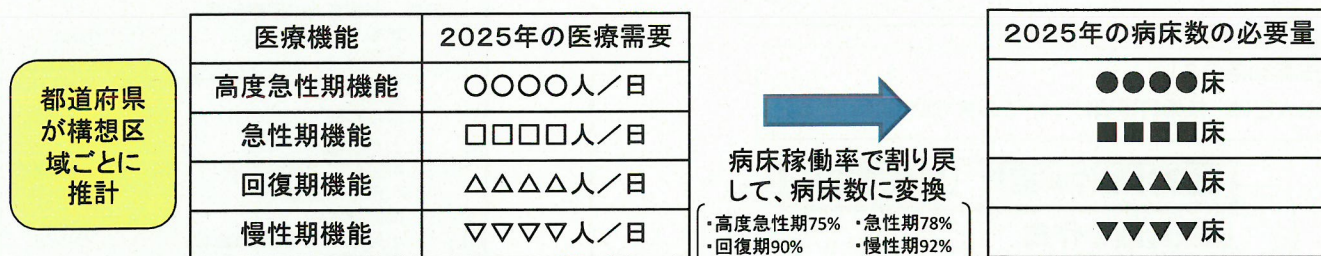 都道府県
が構想区
域ごとに
推計
医療機能 2025年の医療需要
高度急性期機能 ○○○○人／日
急性期機能 □□□□人／日
回復期機能 △△△△人／日
慢性期機能 ▽▽▽▽人／日
病床稼働率で割り戻
して、病床数に変換
・高度急性期75% ・急性期78%
・回復期90% ・慢性期92%
2025年の病床数の必要量
●●●●床
■■■■床
▲▲▲▲床
▼▼▼▼床